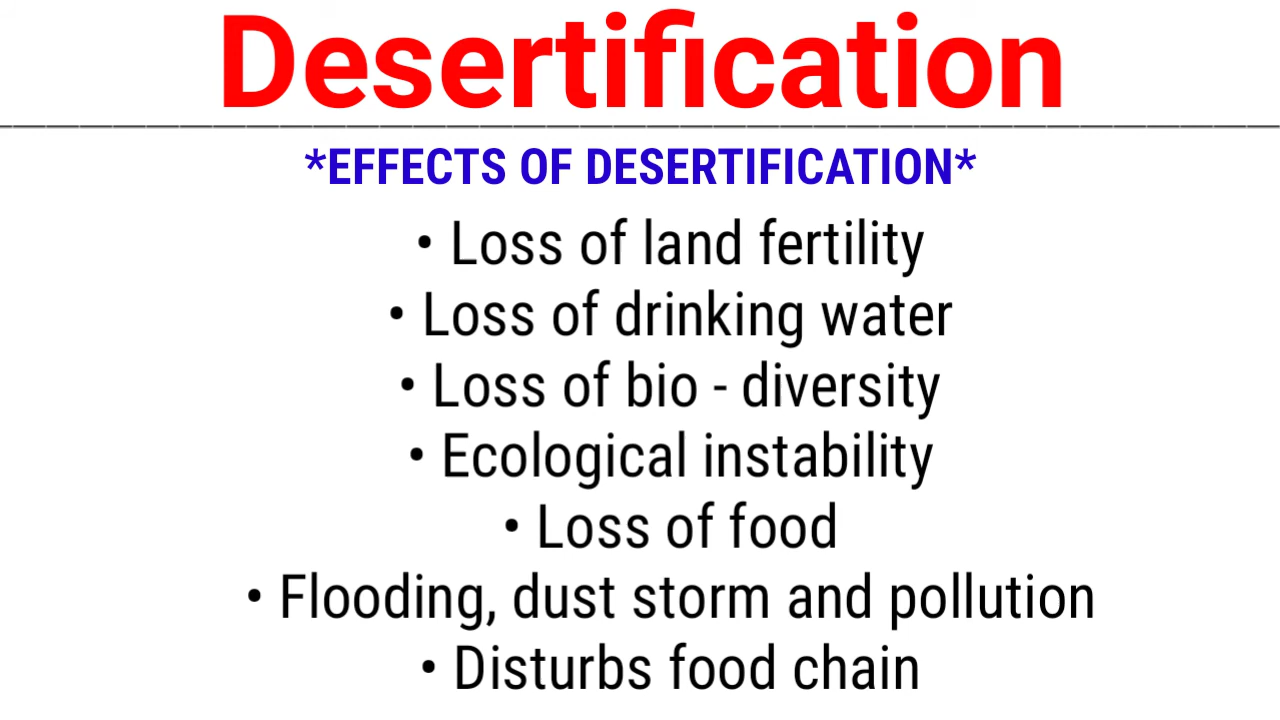 Desertification
*EFFECTS OF DESERTIFICATION*
• Loss of land fertility
• Loss of drinking water
• Loss of bio - diversity
• Ecological instability
• Loss of food
• Flooding, dust storm and pollution
• Disturbs food chain